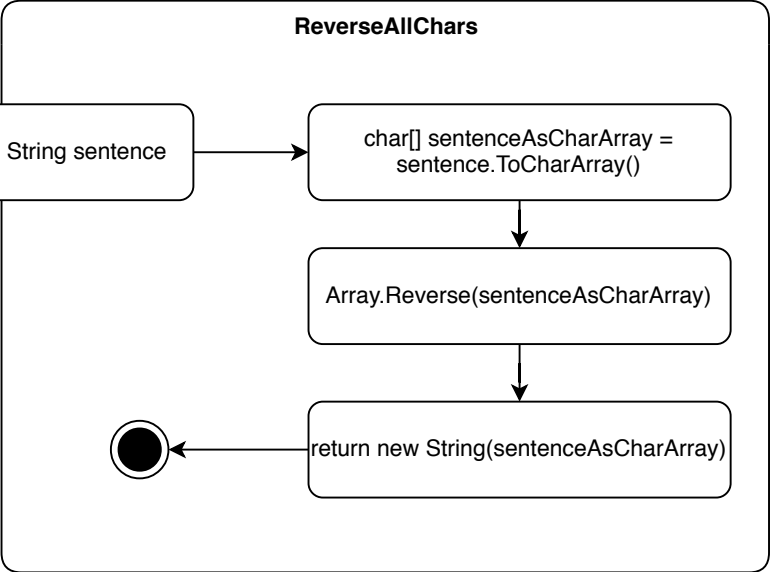 ReverseAllChars
String sentence
char[] sentenceAsCharArray =
sentence.ToCharArray()
Array.Reverse(sentenceAsCharArray)
return new String(sentenceAsCharArray)